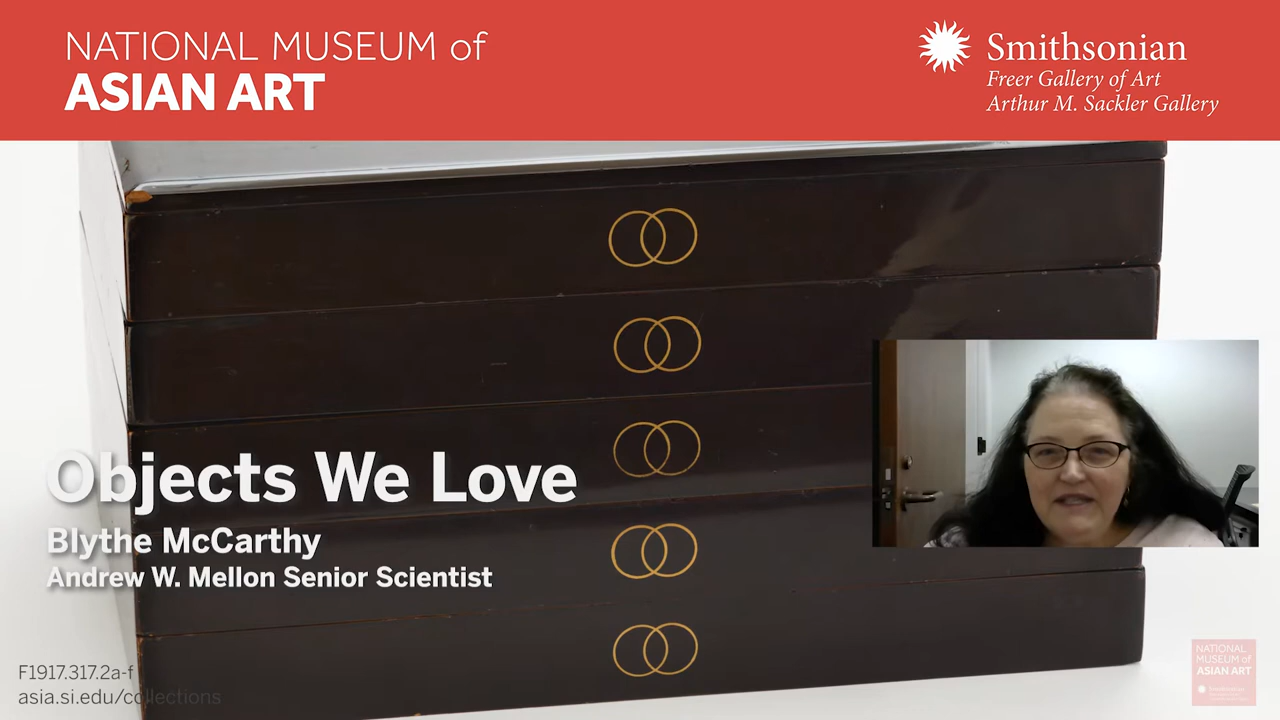 NATIONAL MUSEUM of
ASIAN ART
Smithsonian
Freer Gallery of Art
Arthur M. Sackler Gallery
Objects We Love
Blythe McCarthy
Andrew W. Mellon Senior Scientist
F1917.317.2a-f
asia.si.edu/collections
NATIONAL
MUSEUM of
ASIAN ART
Smithsonian